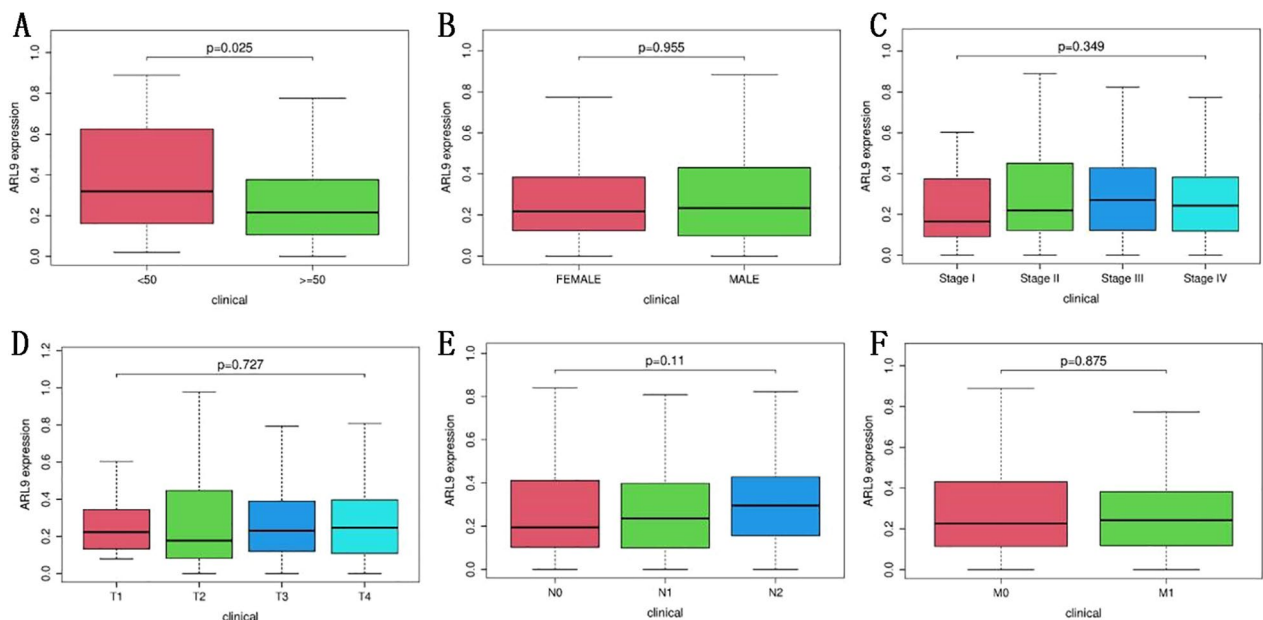 A
p=0.025
ARL9 expression
1.0
0.8
0.6
0.4
0.2
0.0
<50
>=50
clinical
B
p=0.955
ARL9 expression
1.0
0.8
0.6
0.4
0.2
0.0
FEMALE
MALE
clinical
C
p=0.349
ARL9 expression
1.0
0.8
0.6
0.4
0.2
0.0
Stage I
Stage II
Stage III
Stage IV
clinical
D
p=0.727
ARL9 expression
1.2
1.0
0.8
0.6
0.4
0.2
0.0
T1
T2
T3
T4
clinical
E
p=0.11
ARL9 expression
1.0
0.8
0.6
0.4
0.2
0.0
N0
N1
N2
clinical
F
p=0.875
ARL9 expression
1.0
0.8
0.6
0.4
0.2
0.0
M0
M1
clinical